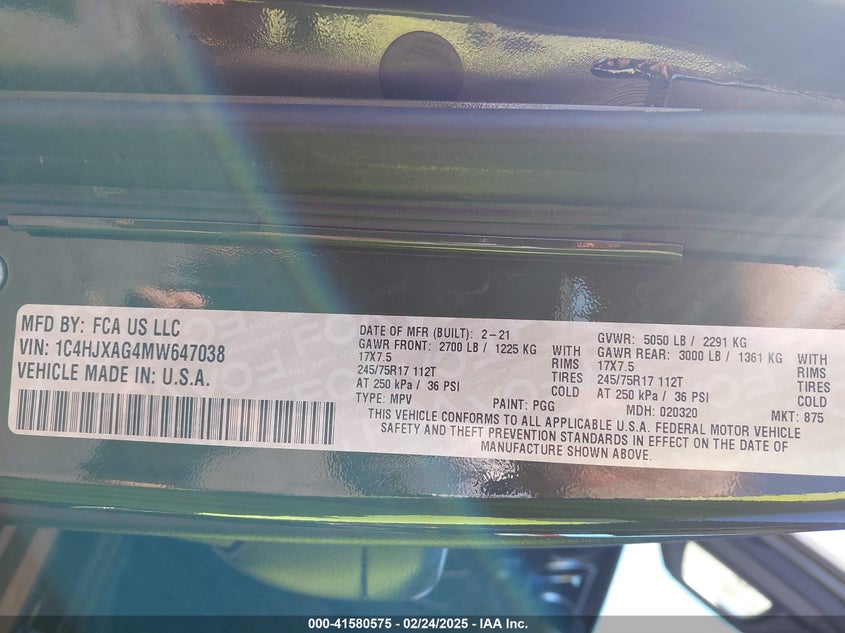 MFD BY: FCA US LLC
VIN: 1C4HJXAG4MW647038
VEHICLE MADE IN: U.S.A.
DATE OF MFR (BUILT): 2-21
GAWR FRONT: 2700 LB / 1225 KG WITH
17X7.5 RIMS
245/75R17 112T TIRES
AT 250 kPa / 36 PSI COLD
TYPE: MPV
PAINT: PGG
GVWR: 5050 LB / 2291 KG
GAWR REAR: 3000 LB / 1361 KG WITH
17X7.5 RIMS
245/75R17 112T TIRES
AT 250 kPa / 36 PSI COLD
MDH: 020320
MKT: 875
THIS VEHICLE CONFORMS TO ALL APPLICABLE U.S.A. FEDERAL MOTOR VEHICLE
SAFETY AND THEFT PREVENTION STANDARDS IN EFFECT ON THE DATE OF
MANUFACTURE SHOWN ABOVE.
000-41580575 - 02/24/2025 - IAA Inc.